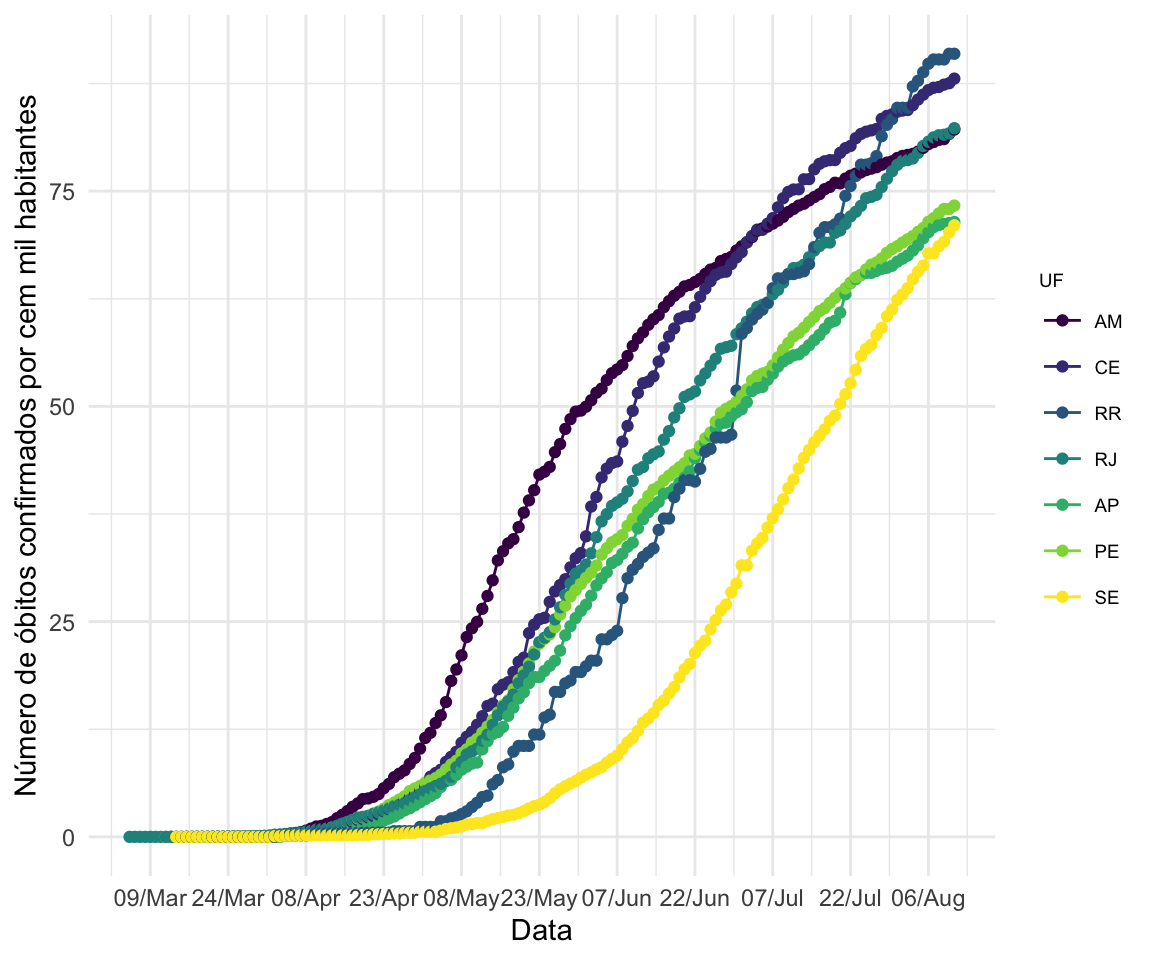 Número de óbitos confirmados por cem mil habitantes
75
50
25
0
09/Mar 24/Mar 08/Apr 23/Apr 08/May 23/May 07/Jun 22/Jun 07/Jul 22/Jul 06/Aug
Data
UF
AM
CE
RR
RJ
AP
PE
SE